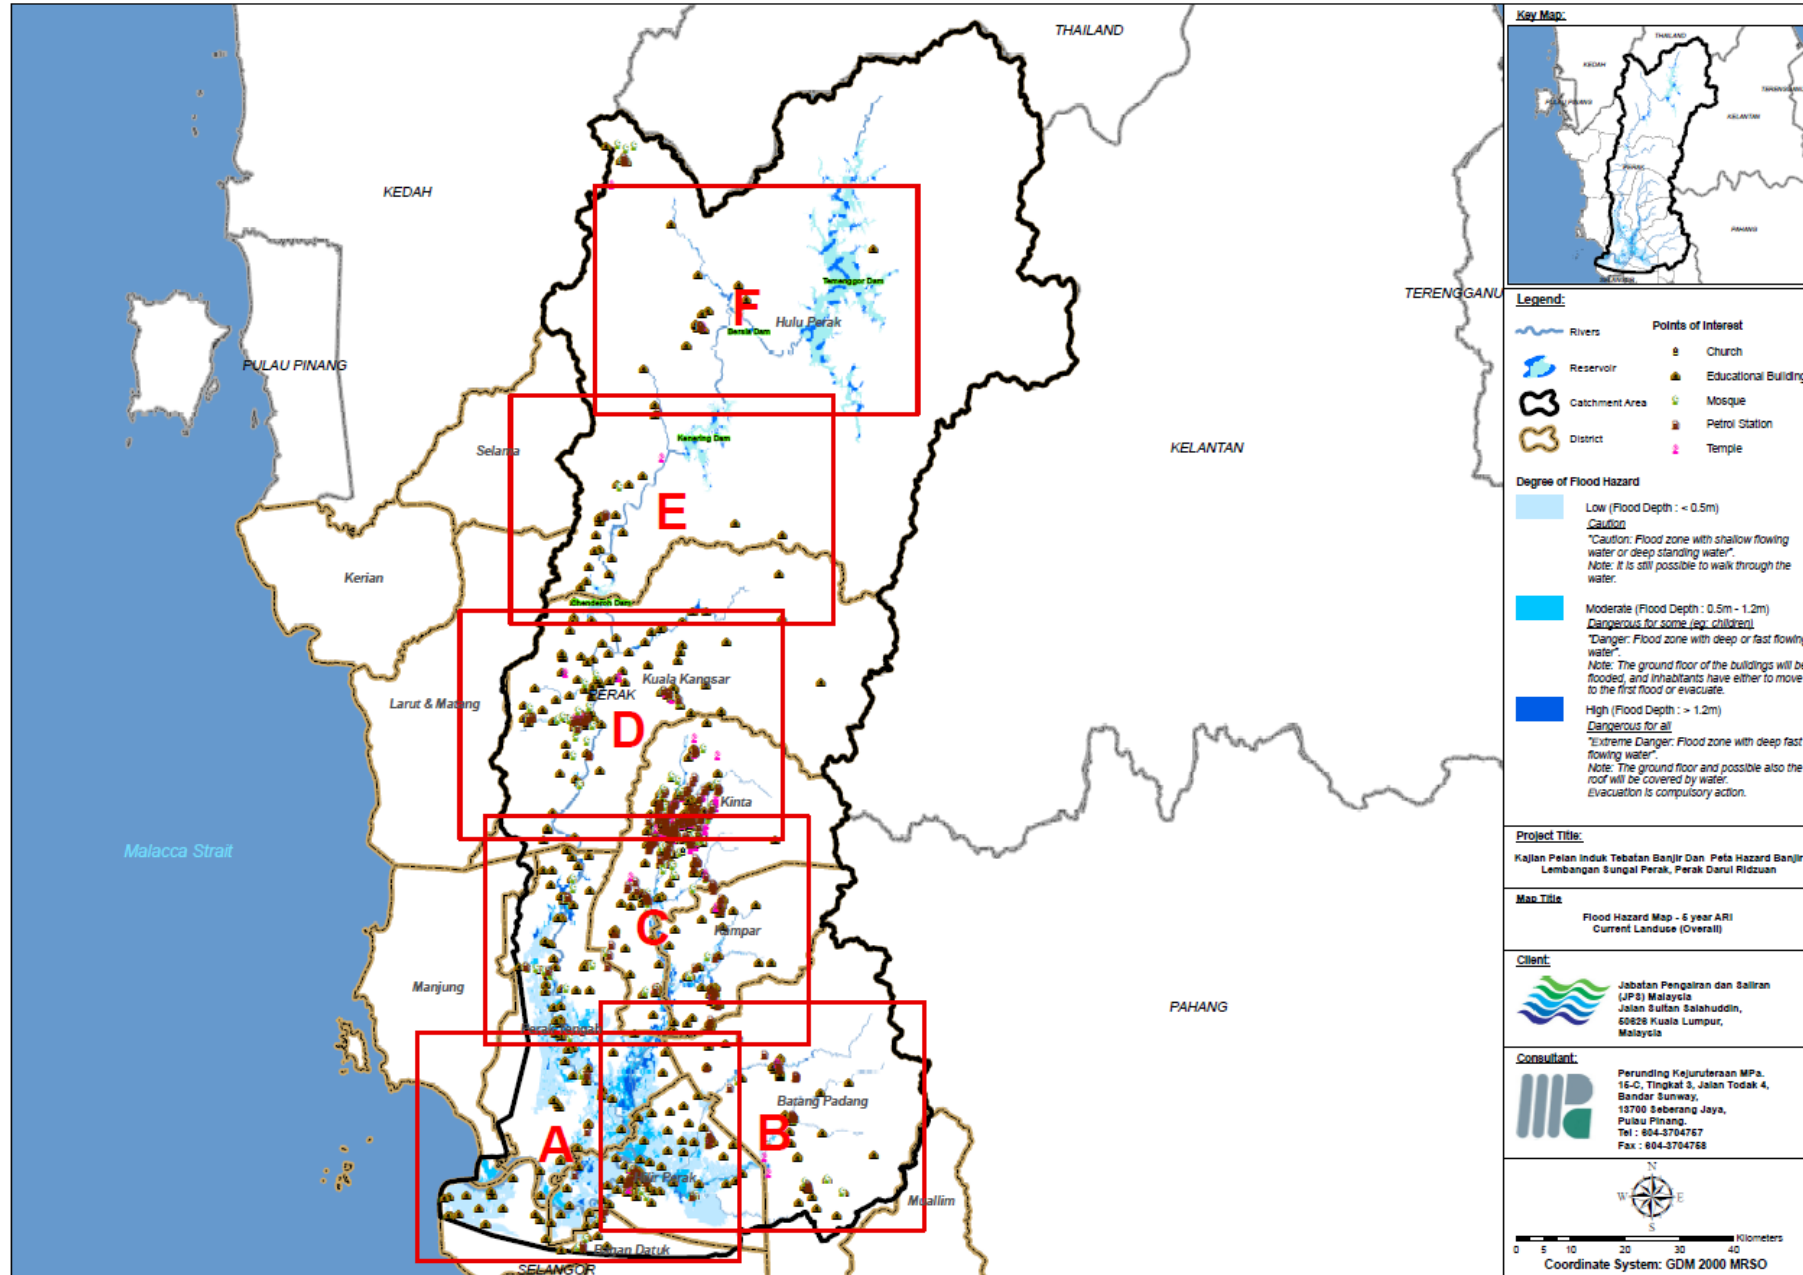 THAILAND
KEDAH
PULAU PINANG
TERENGGANU
KELANTAN
PAHANG
SELANGOR
PERAK
Malacca Strait
Selama
Kerian
Larut & Matang
Manjung
Hulu Perak
Kuala Kangsar
Kinta
Kampar
Perak Tengah
Batang Padang
Hilir Perak
Muallim
Bagan Datuk
Temenggor Dam
Bersia Dam
Kenering Dam
Chenderoh Dam
F
E
D
C
B
A
Key Map:
THAILAND
KEDAH
PULAU PINANG
KELANTAN
PERAK
PAHANG
SELANGOR
Legend:
Rivers
Reservoir
Catchment Area
District
Points of Interest
Church
Educational Building
Mosque
Petrol Station
Temple
Degree of Flood Hazard
Low (Flood Depth : < 0.5m)
Caution
"Caution: Flood zone with shallow flowing
water or deep standing water".
Note: It is still possible to walk through the
water.
Moderate (Flood Depth : 0.5m - 1.2m)
Dangerous for some (eg: children)
"Danger: Flood zone with deep or fast flowing
water".
Note: The ground floor of the buildings will be
flooded, and inhabitants have either to move
to the first flood or evacuate.
High (Flood Depth : > 1.2m)
Dangerous for all
"Extreme Danger: Flood zone with deep fast
flowing water".
Note: The ground floor and possible also the
roof will be covered by water.
Evacuation is compulsory action.
Project Title:
Kajian Pelan Induk Tebatan Banjir Dan Peta Hazard Banjir
Lembangan Sungai Perak, Perak Darul Ridzuan
Map Title
Flood Hazard Map - 5 year ARI
Current Landuse (Overall)
Client:
Jabatan Pengairan dan Saliran
(JPS) Malaysia
Jalan Sultan Salahuddin,
50626 Kuala Lumpur,
Malaysia
Consultant:
Perunding Kejuruteraan MPa.
15-C, Tingkat 3, Jalan Todak 4,
Bandar Sunway,
13700 Seberang Jaya,
Pulau Pinang.
Tel : 604-3704757
Fax : 604-3704758
N
W E
S
Kilometers
0 5 10 20 30 40
Coordinate System: GDM 2000 MRSO